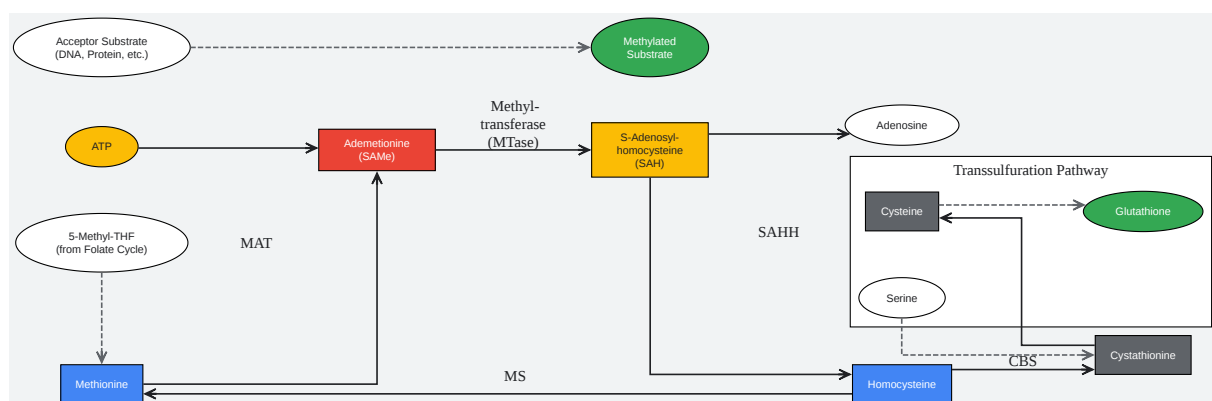 Acceptor Substrate
(DNA, Protein, etc.)
Methylated
Substrate
Methyl-
transferase
(MTase)
ATP
Ademetionine
(SAMe)
S-Adenosyl-
homocysteine
(SAH)
Adenosine
Transsulfuration Pathway
Cysteine
Glutathione
5-Methyl-THF
(from Folate Cycle)
MAT
SAHH
Serine
Cystathionine
CBS
Methionine
MS
Homocysteine